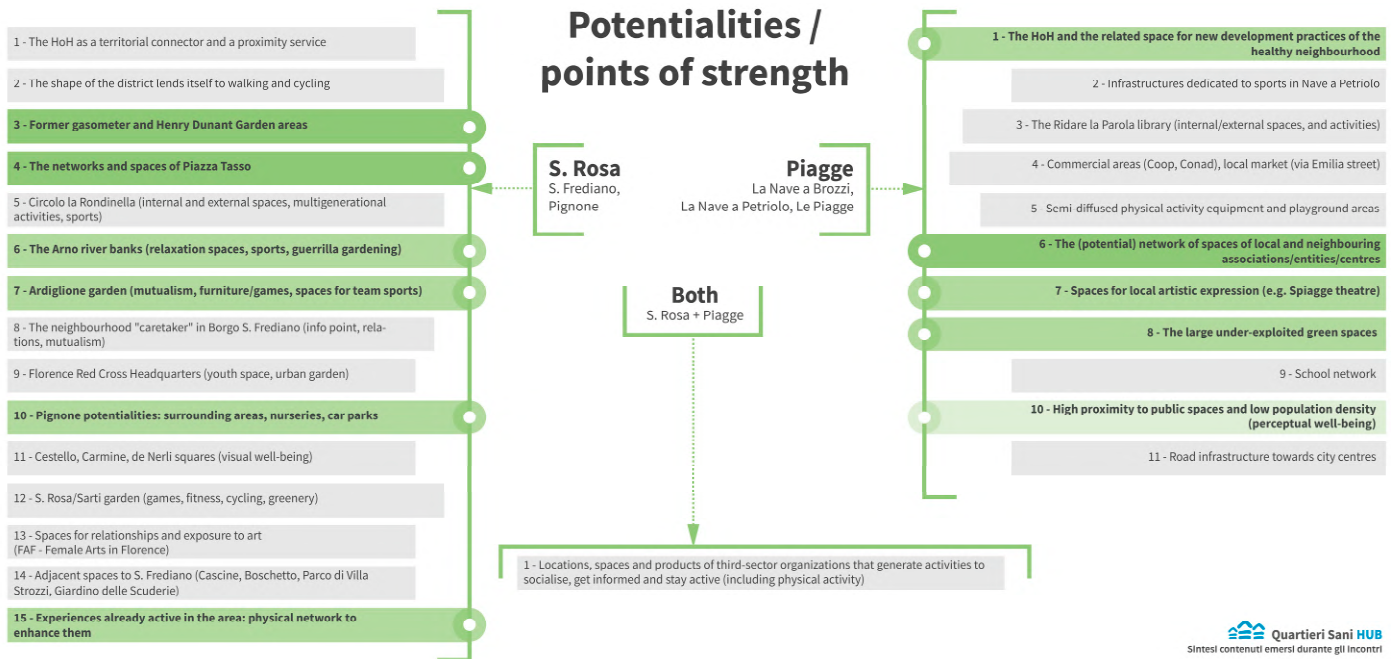 Potentialities /
points of strength
1 - The HoH as a territorial connector and a proximity service
2 - The shape of the district lends itself to walking and cycling
3 - Former gasometer and Henry Dunant Garden areas
4 - The networks and spaces of Piazza Tasso
5 - Circolo la Rondinella (internal and external spaces, multigenerational
activities, sports)
6 - The Arno river banks (relaxation spaces, sports, guerrilla gardening)
7 - Ardiglione garden (mutualism, furniture/games, spaces for team sports)
8 - The neighbourhood "caretaker" in Borgo S. Frediano (info point, rela-
tions, mutualism)
9 - Florence Red Cross Headquarters (youth space, urban garden)
10 - Pignone potentialities: surrounding areas, nurseries, car parks
11 - Cestello, Carmine, de Nerli squares (visual well-being)
12 - S. Rosa/Sarti garden (games, fitness, cycling, greenery)
13 - Spaces for relationships and exposure to art
(FAF - Female Arts in Florence)
14 - Adjacent spaces to S. Frediano (Cascine, Boschetto, Parco di Villa
Strozzi, Giardino delle Scuderie)
15 - Experiences already active in the area: physical network to
enhance them
S. Rosa
S. Frediano,
Pignone
Piagge
La Nave a Brozzi,
La Nave a Petriolo, Le Piagge
Both
S. Rosa + Piagge
1 - Locations, spaces and products of third-sector organizations that generate activities to
socialise, get informed and stay active (including physical activity)
1 - The HoH and the related space for new development practices of the
healthy neighbourhood
2 - Infrastructures dedicated to sports in Nave a Petriolo
3 - The Ridare la Parola library (internal/external spaces, and activities)
4 - Commercial areas (Coop, Conad), local market (via Emilia street)
5 - Semi-diffused physical activity equipment and playground areas
6 - The (potential) network of spaces of local and neighbouring
associations/entities/centres
7 - Spaces for local artistic expression (e.g. Spiagge theatre)
8 - The large under-exploited green spaces
9 - School network
10 - High proximity to public spaces and low population density
(perceptual well-being)
11 - Road infrastructure towards city centres
Quartieri Sani HUB
Sintesi contenuti emersi durante gli incontri